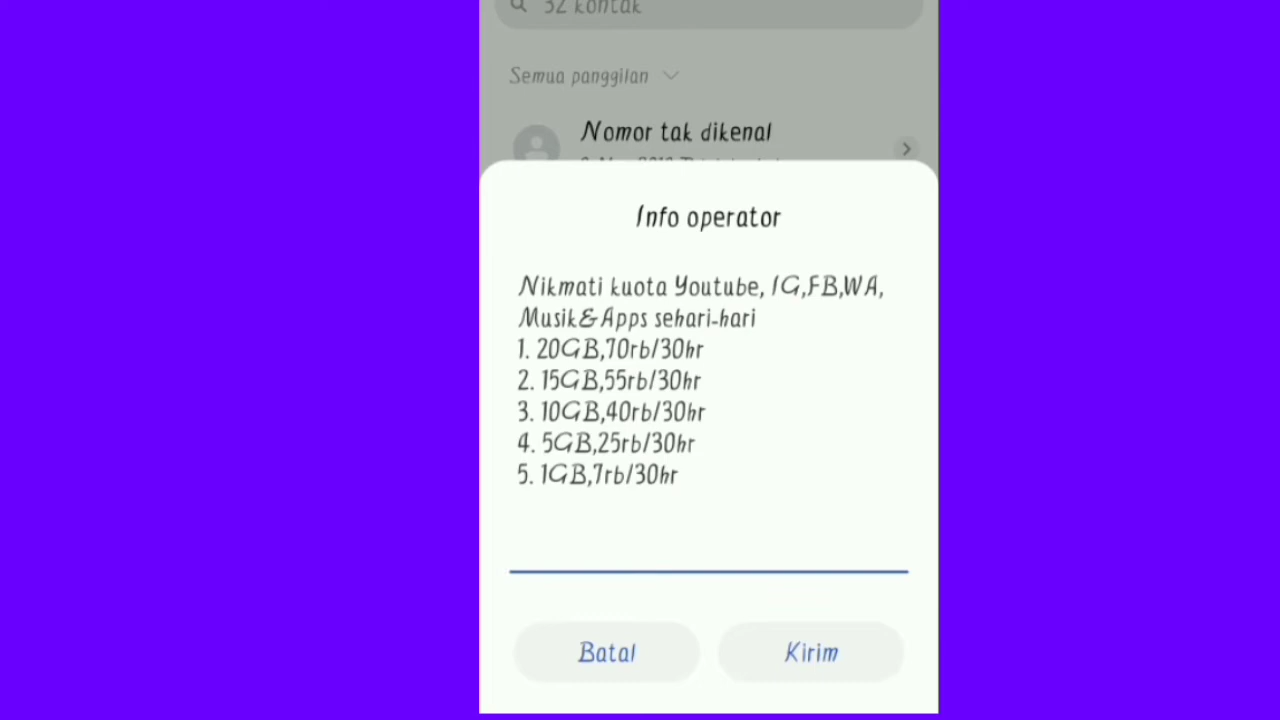 32 kontak
Semua panggilan
Nomor tak dikenal
Info operator
Nikmati kuota Youtube, IG,FB,WA,
Musik&Apps sehari-hari
1. 20GB,70rb/30hr
2. 15GB,55rb/30hr
3. 10GB,40rb/30hr
4. 5GB,25rb/30hr
5. 1GB,7rb/30hr
Batal
Kirim